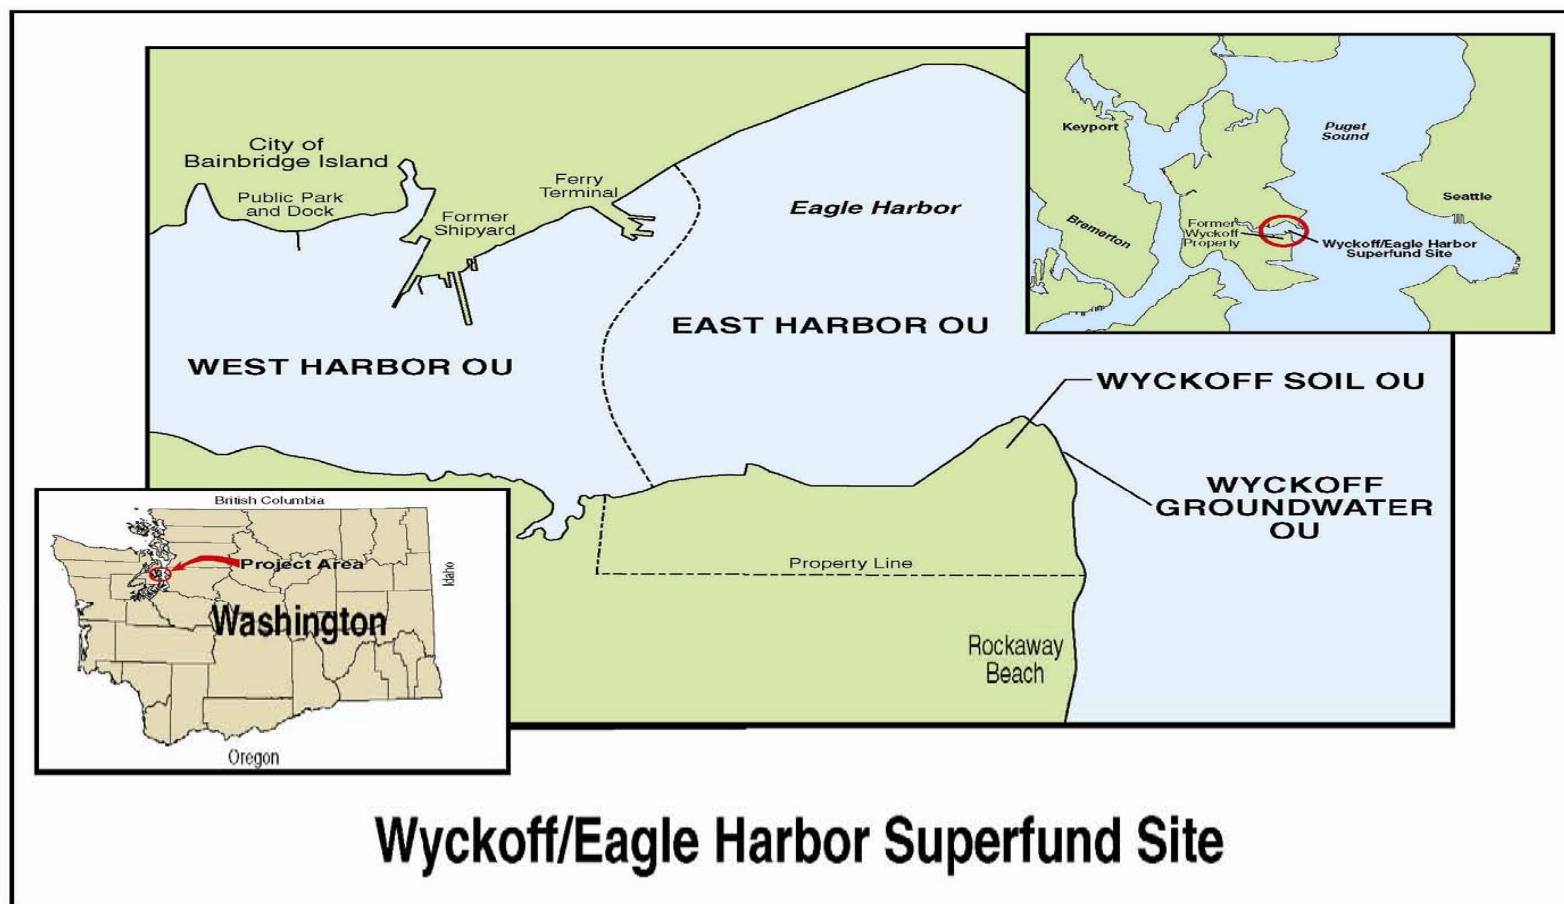 City of
Bainbridge Island
Public Park
and Dock
Former
Shipyard
Ferry
Terminal
Eagle Harbor
WEST HARBOR OU
EAST HARBOR OU
WYCKOFF SOIL OU
WYCKOFF
GROUNDWATER
OU
Property Line
Rockaway
Beach
Keyport
Puget
Sound
Seattle
Bremerton
Former
Wyckoff
Property
Wyckoff/Eagle Harbor
Superfund Site
British Columbia
Project Area
Idaho
Washington
Oregon
Wyckoff/Eagle Harbor Superfund Site